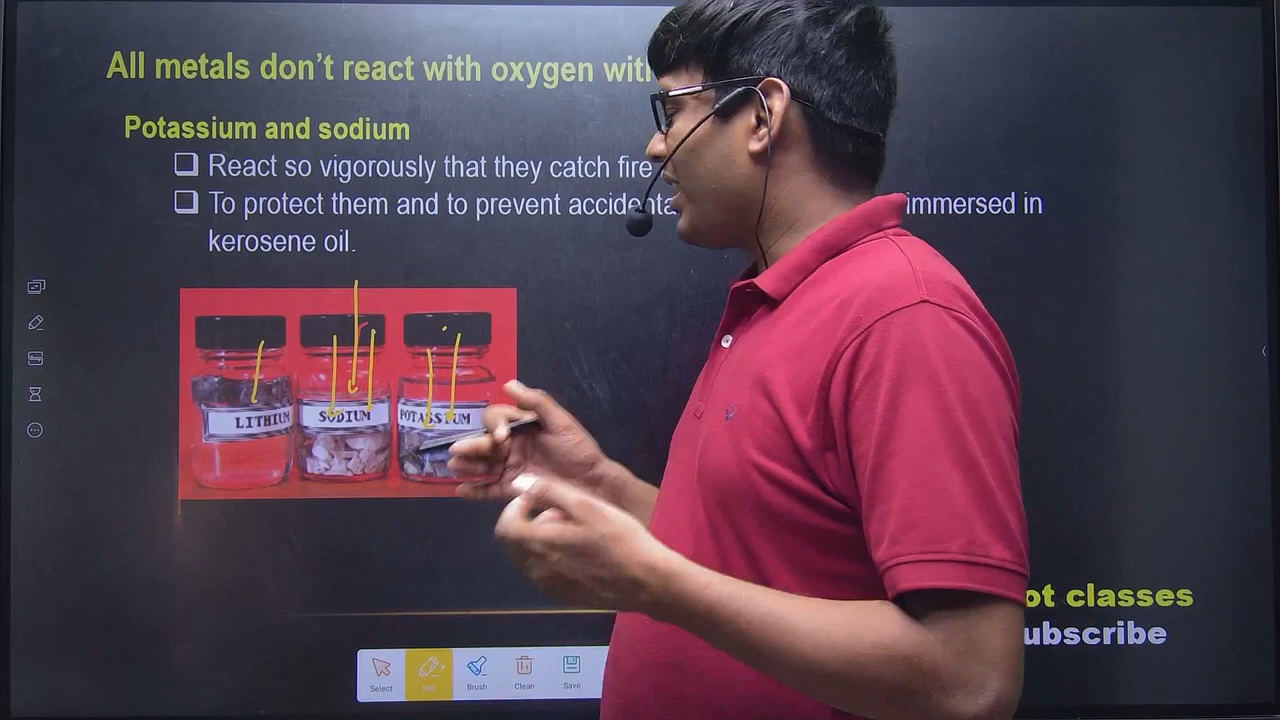 All metals don't react with oxygen with
Potassium and sodium
❑ React so vigorously that they catch fire
❑ To protect them and to prevent accidenta immersed in
kerosene oil.
LITHIUM
SODIUM
POTASSIUM
ot classes
ubscribe
Select
Brush
Clean
Save